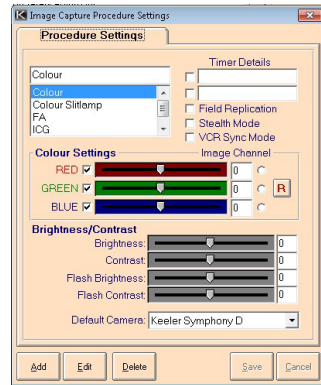 K Image Capture Procedure Settings
Procedure Settings
Timer Details
Colour
Colour
Colour Slitlamp
FA
ICG
Field Replication
Stealth Mode
VCR Sync Mode
Colour Settings Image Channel
RED 0
GREEN 0 R
BLUE 0
Brightness/Contrast
Brightness: 0
Contrast: 0
Flash Brightness: 0
Flash Contrast: 0
Default Camera: Keeler Symphony D
Add Edit Delete Save Cancel